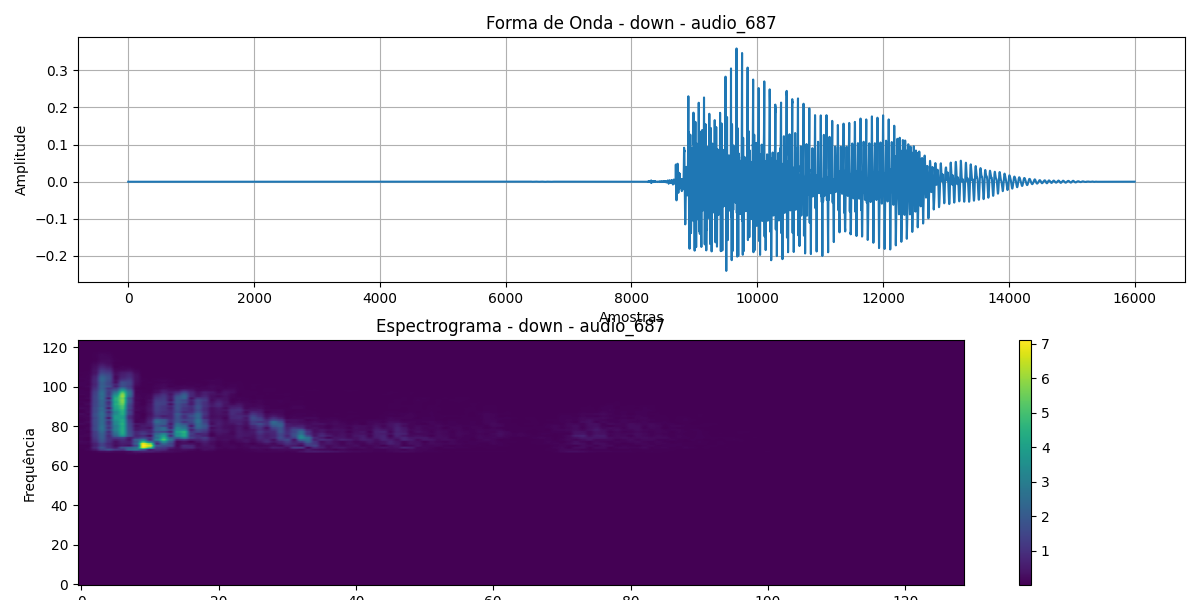 Forma de Onda - down - audio_687
Amplitude
0.3
0.2
0.1
0.0
−0.1
−0.2
0 2000 4000 6000 8000 10000 12000 14000 16000
Amostras
Espectrograma - down - audio_687
Frequência
120
100
80
60
40
20
0
0 20 40 60 80 100 120
7
6
5
4
3
2
1